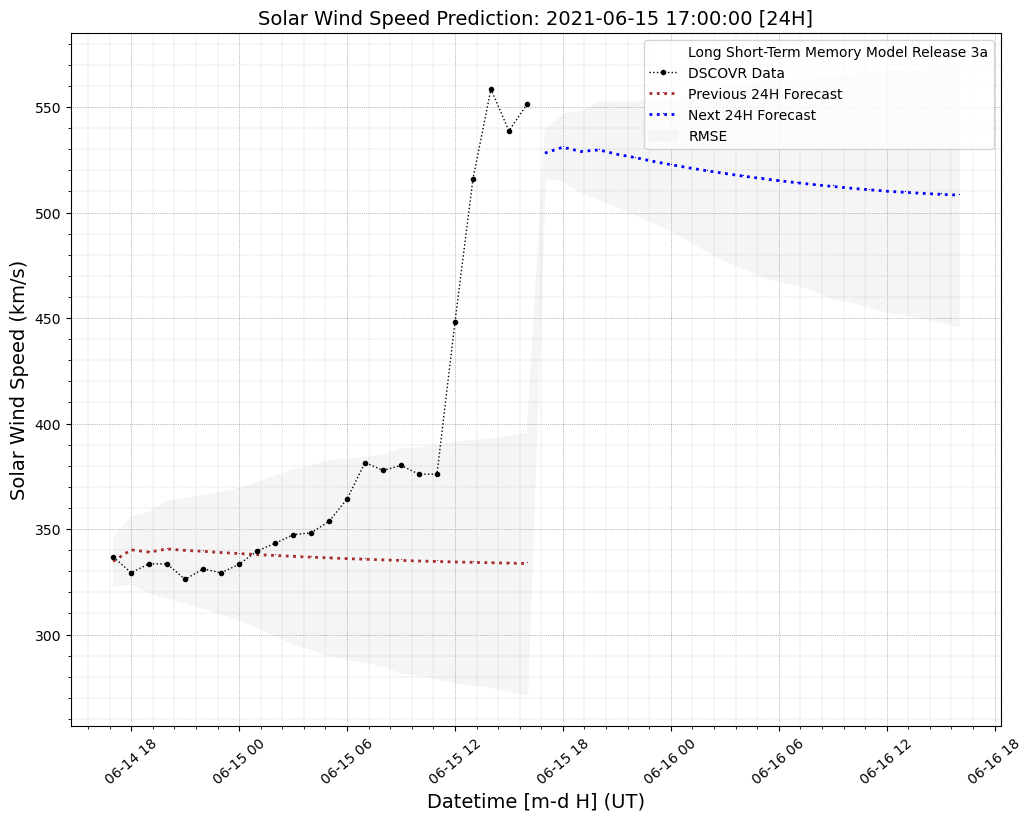 Solar Wind Speed Prediction: 2021-06-15 17:00:00 [24H]
Long Short-Term Memory Model Release 3a
DSCOVR Data
Previous 24H Forecast
Next 24H Forecast
RMSE
Solar Wind Speed (km/s)
550
500
450
400
350
300
06-14 18
06-15 00
06-15 06
06-15 12
06-15 18
06-16 00
06-16 06
06-16 12
06-16 18
Datetime [m-d H] (UT)